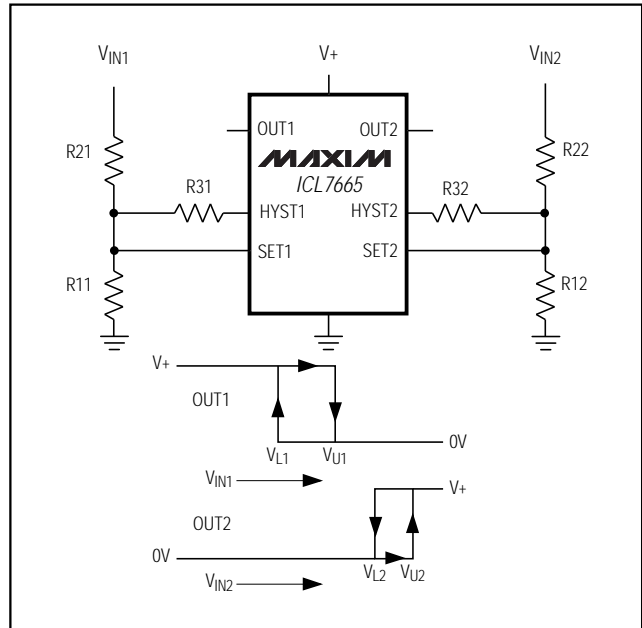 VIN1 V+ VIN2
OUT1 OUT2
MAXIM
R21 R22
ICL7665
R31 R32
HYST1 HYST2
SET1 SET2
R11 R12
V+
OUT1
0V
VL1 VU1
VIN1
V+
OUT2
0V
VL2 VU2
VIN2